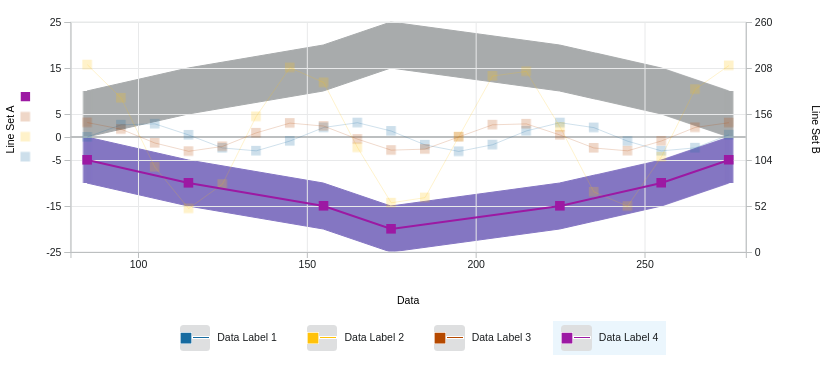 25
15
5
0
-5
-15
-25
Line Set A
260
208
156
104
52
0
Line Set B
100
150
200
250
Data
Data Label 1
Data Label 2
Data Label 3
Data Label 4